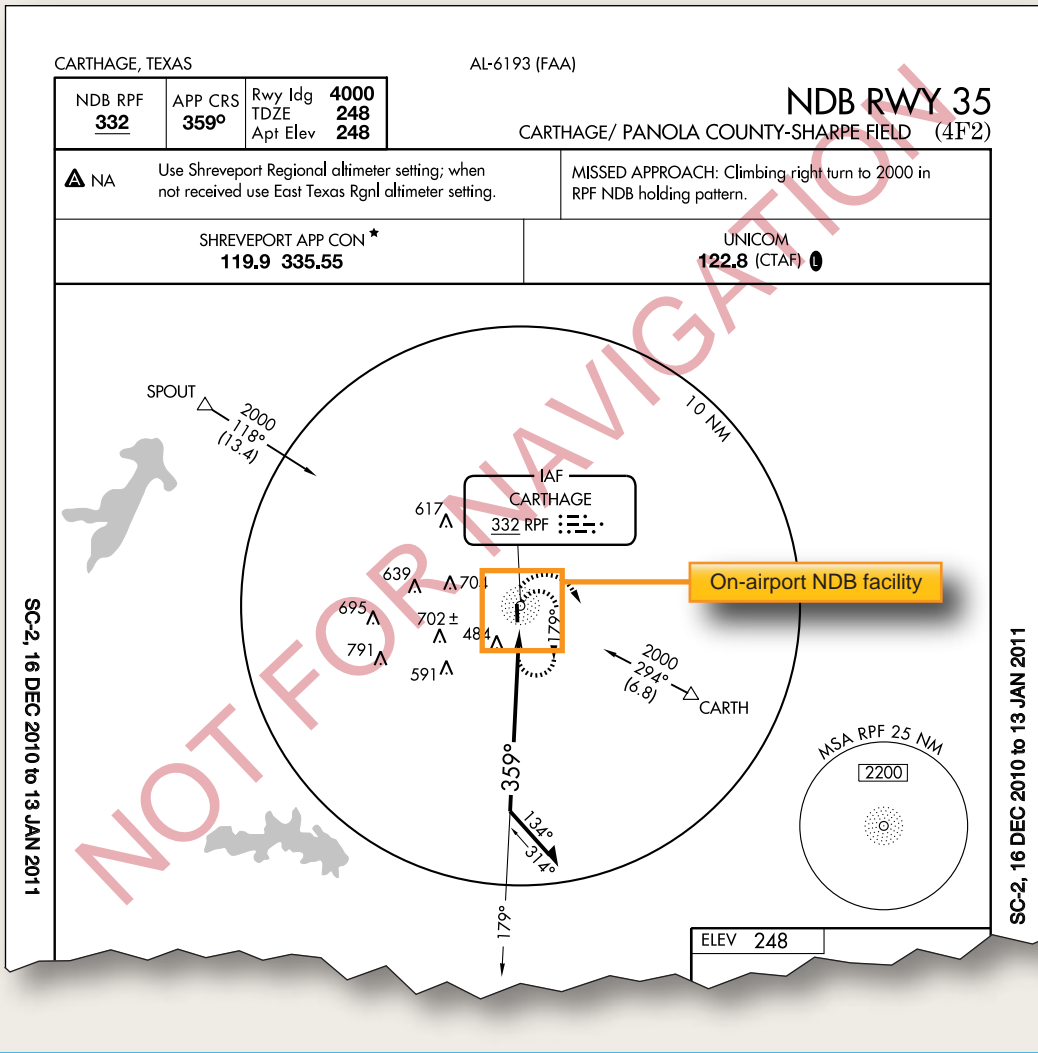 CARTHAGE, TEXAS
AL-6193 (FAA)
NDB RPF
332
APP CRS
359°
Rwy ldg 4000
TDZE 248
Apt Elev 248
NDB RWY 35
CARTHAGE/ PANOLA COUNTY-SHARPE FIELD (4F2)
A NA
Use Shreveport Regional altimeter setting; when
not received use East Texas Rgnl altimeter setting.
MISSED APPROACH: Climbing right turn to 2000 in
RPF NDB holding pattern.
SHREVEPORT APP CON ★
119.9 335.55
UNICOM
122.8 (CTAF) L
SPOUT
2000
118°
(13.4)
10 NM
IAF
CARTHAGE
332 RPF
617
639
704
695
702 ±
484
791
591
179°
On-airport NDB facility
2000
294°
(6.8)
CARTH
359°
134°
314°
179°
MSA RPF 25 NM
2200
ELEV 248
SC-2, 16 DEC 2010 to 13 JAN 2011
SC-2, 16 DEC 2010 to 13 JAN 2011
NOT FOR NAVIGATION